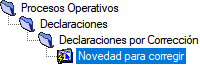 Procesos Operativos
Declaraciones
Declaraciones por Corrección
Novedad para corregir